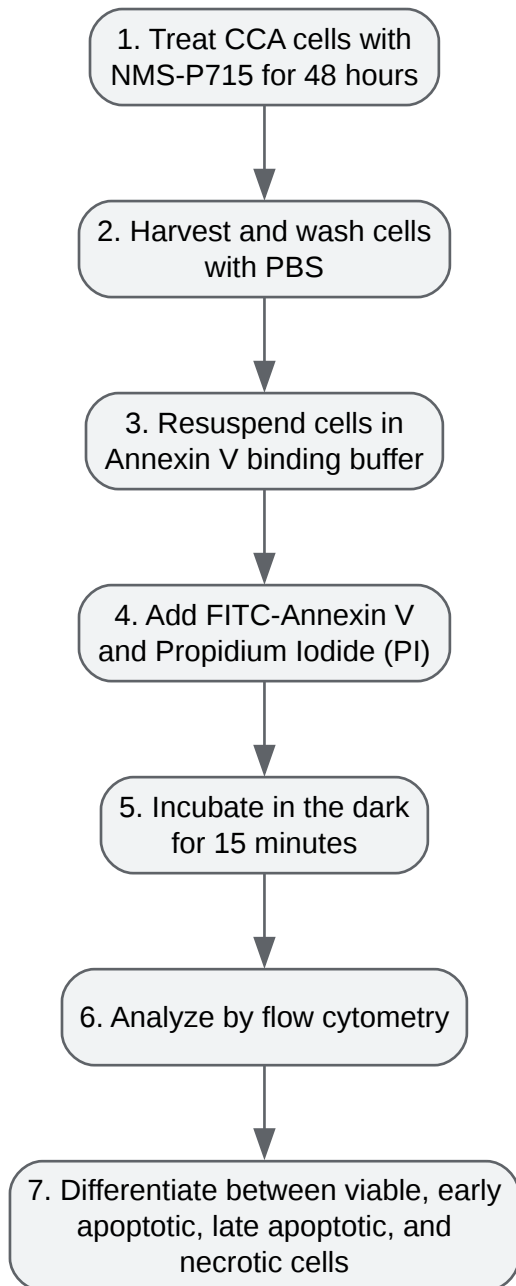 1. Treat CCA cells with
NMS-P715 for 48 hours
2. Harvest and wash cells
with PBS
3. Resuspend cells in
Annexin V binding buffer
4. Add FITC-Annexin V
and Propidium Iodide (PI)
5. Incubate in the dark
for 15 minutes
6. Analyze by flow cytometry
7. Differentiate between viable, early
apoptotic, late apoptotic, and
necrotic cells